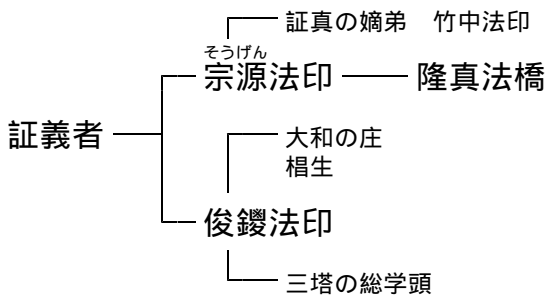 証真の嫡弟　竹中法印
そうげん
宗源法印
隆真法橋
証義者
大和の庄
椙生
俊鑁法印
三塔の総学頭